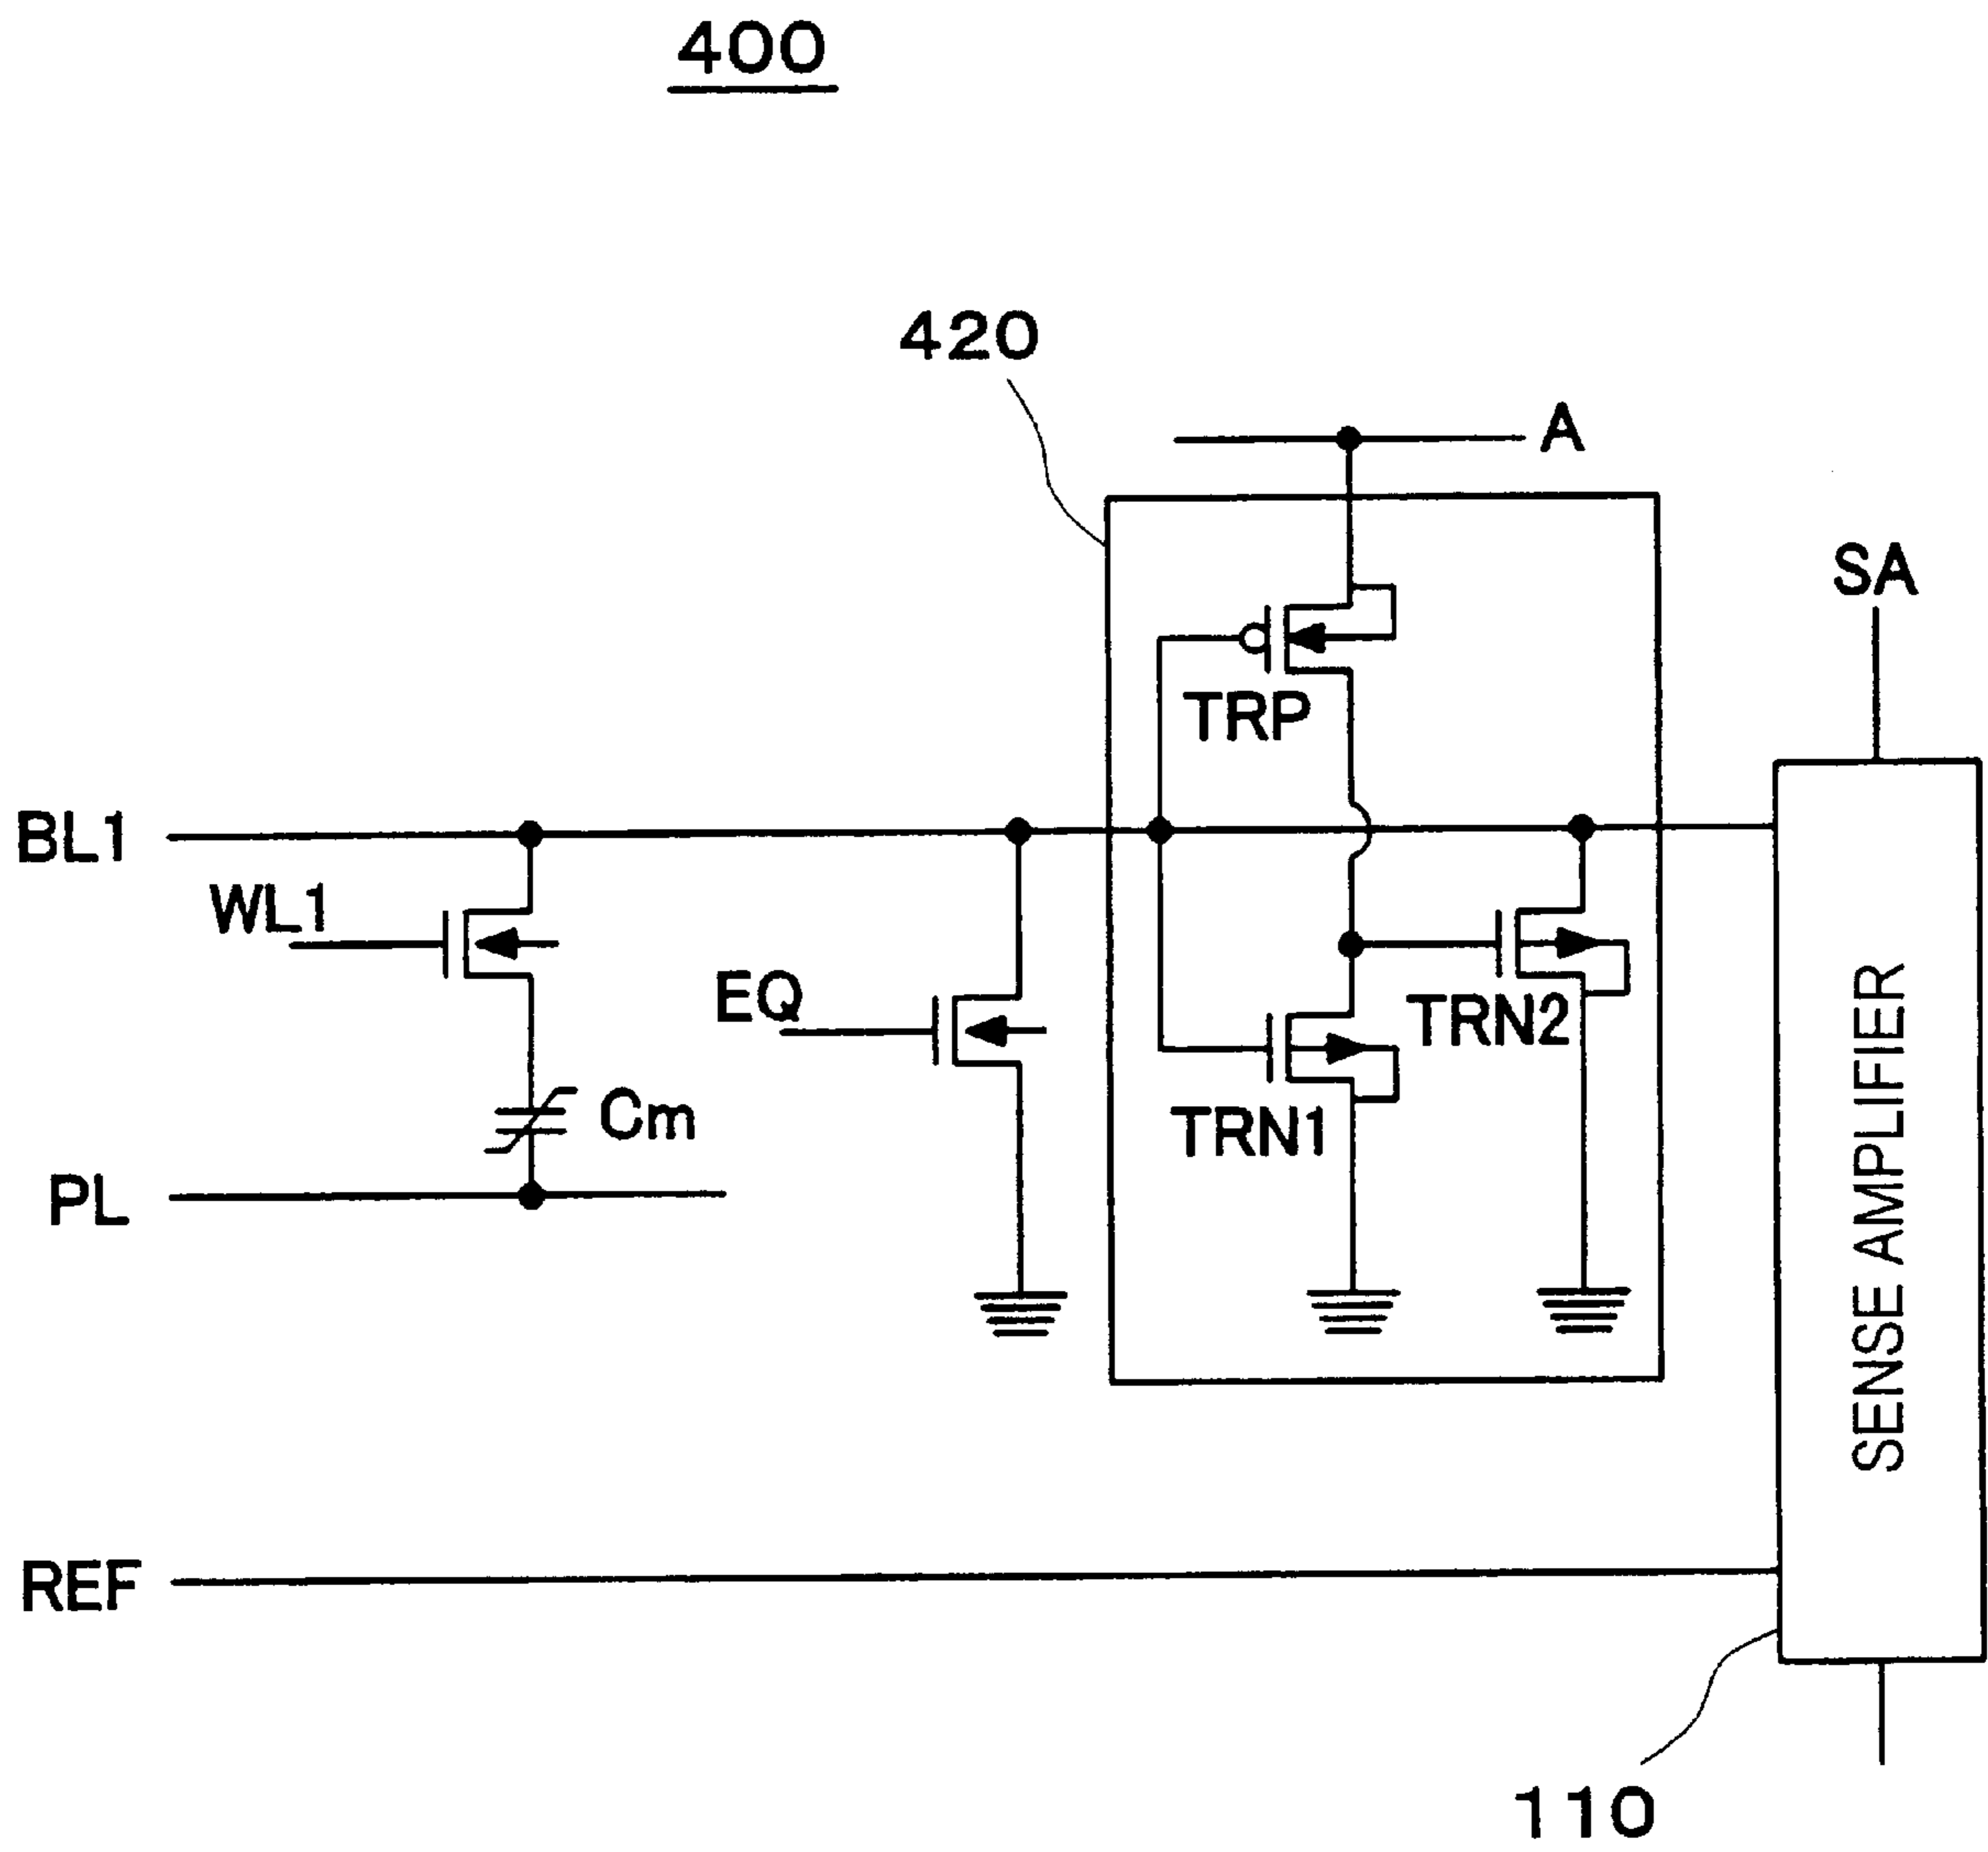 400
420
A
SA
TRP
BL1
WL1
EQ
TRN2
Cm
TRN1
PL
SENSE AMPLIFIER
REF
110